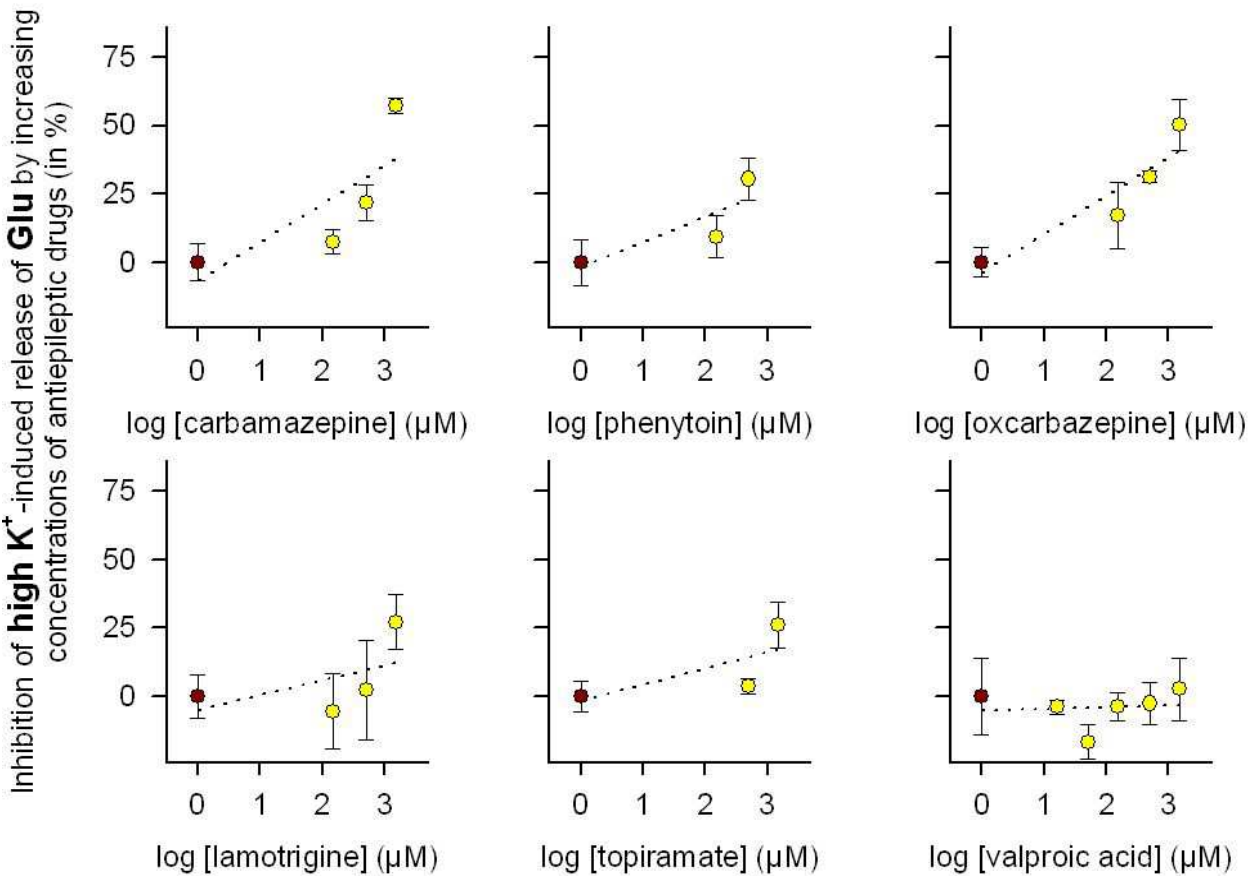 Inhibition of high K⁺-induced release of Glu by increasing
concentrations of antiepileptic drugs (in %)
75
50
25
0
0 1 2 3
0 1 2 3
0 1 2 3
log [carbamazepine] (µM)
log [phenytoin] (µM)
log [oxcarbazepine] (µM)
75
50
25
0
0 1 2 3
0 1 2 3
0 1 2 3
log [lamotrigine] (µM)
log [topiramate] (µM)
log [valproic acid] (µM)